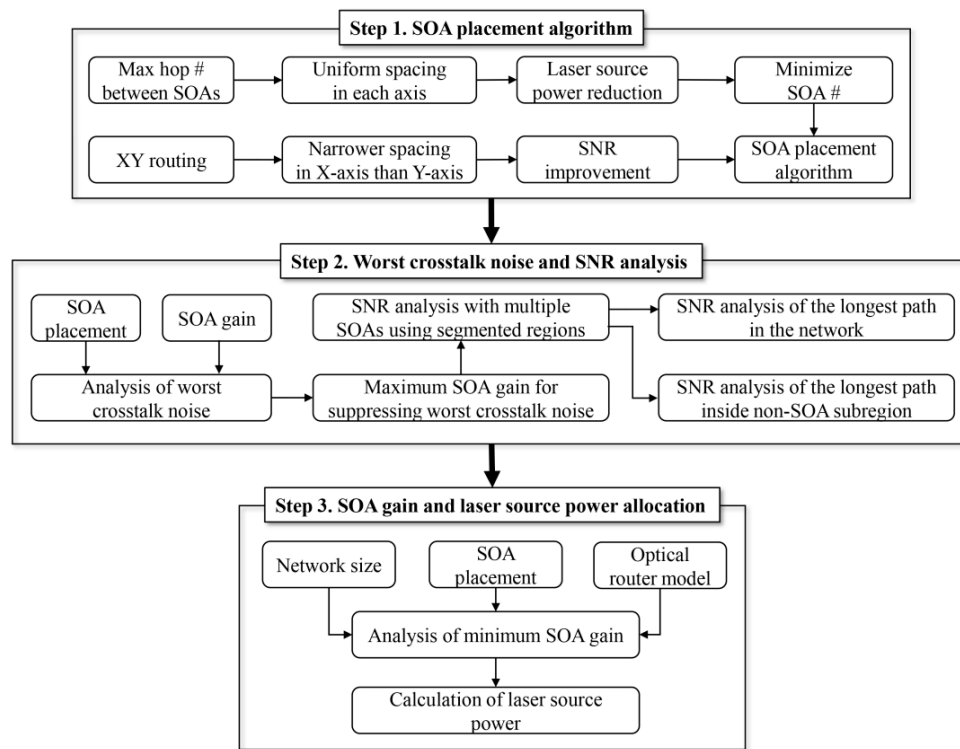 Step 1. SOA placement algorithm
Max hop #
between SOAs
Uniform spacing
in each axis
Laser source
power reduction
Minimize
SOA #
XY routing
Narrower spacing
in X-axis than Y-axis
SNR
improvement
SOA placement
algorithm
Step 2. Worst crosstalk noise and SNR analysis
SOA
placement
SOA gain
SNR analysis with multiple
SOAs using segmented regions
SNR analysis of the longest path
in the network
Analysis of worst
crosstalk noise
Maximum SOA gain for
suppressing worst crosstalk noise
SNR analysis of the longest path
inside non-SOA subregion
Step 3. SOA gain and laser source power allocation
Network size
SOA
placement
Optical
router model
Analysis of minimum SOA gain
Calculation of laser source
power